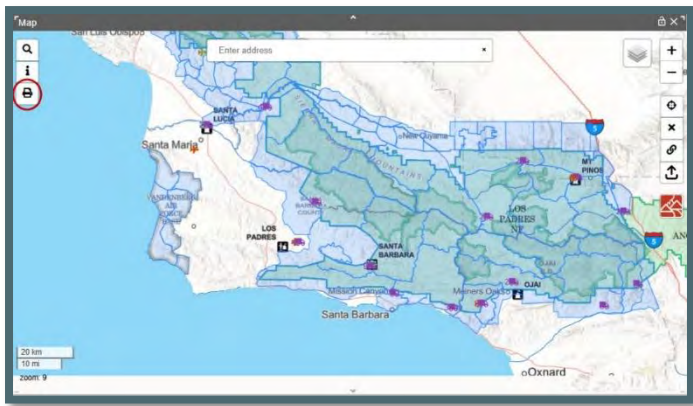 Map
San Luis Obispo
Enter address
SANTA
LUCIA
Santa Maria
New Cuyama
MOUNTAINS
MT
PINOS
5
VANDENBERG
AIR
FORCE
LOS
PADRES
NF
LOS
PADRES
SANTA
BARBARA
5
OJAI
Mission Canyon
Meiners Oaks
OJAI
Santa Barbara
Oxnard
20 km
10 mi
zoom: 9